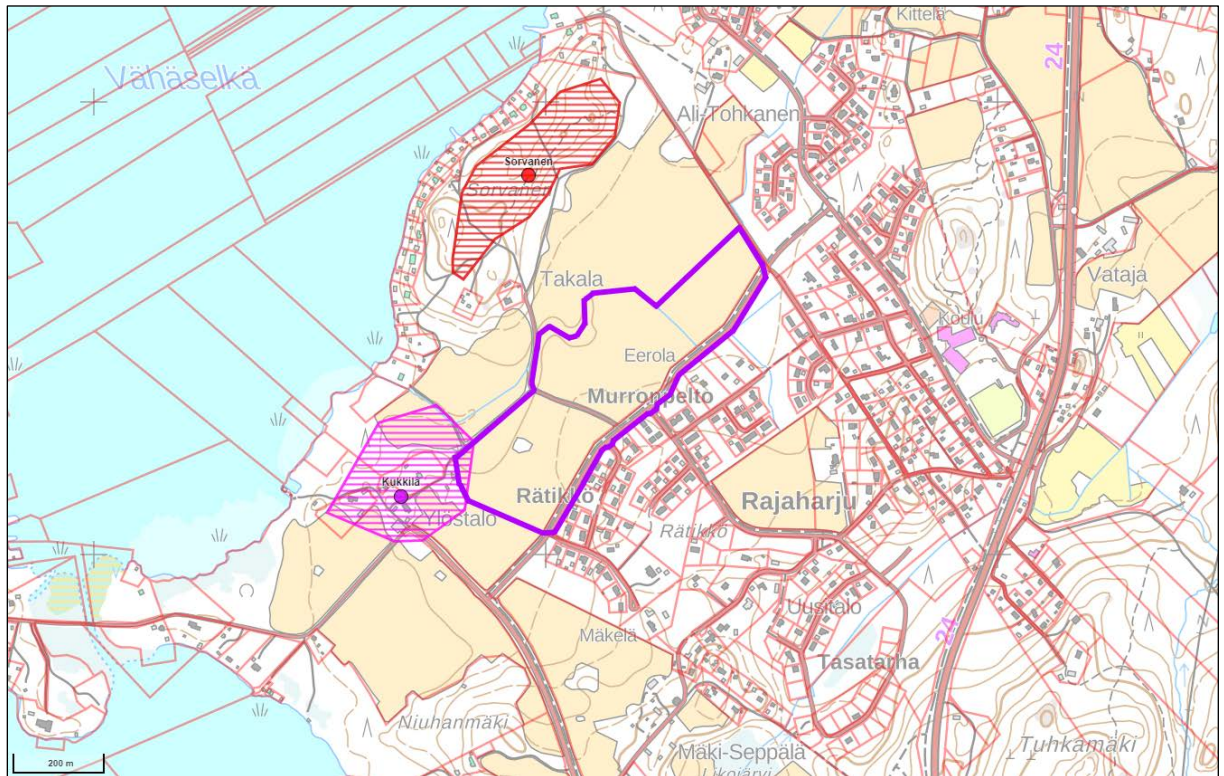 Kittelä
24
Vähäselkä
Ali-Tohkanen
Sorvanen
Sorvanen
Takala
Vataja
Koulu
Eerola
Murronpelto
Kukkila
Rätikkö
Ylöstalo
Rajaharju
Rätikkö
Uusitalo
24
Mäkelä
Tasatarha
Niuhanmäki
Mäki-Seppälä
Tuhkamäki
200 m
Likojärvi